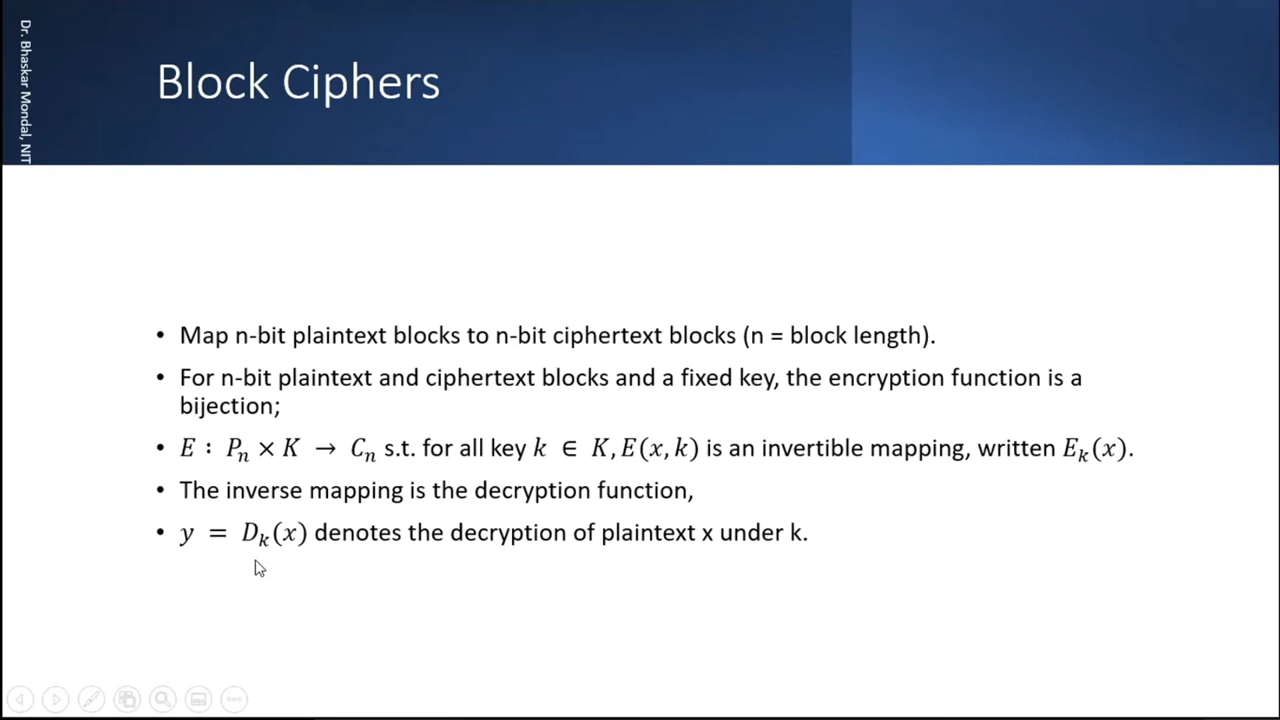 Dr. Bhaskar Mondal, NIT
Block Ciphers
• Map n-bit plaintext blocks to n-bit ciphertext blocks (n = block length).
• For n-bit plaintext and ciphertext blocks and a fixed key, the encryption function is a
bijection;
• E : Pₙ × K → Cₙ s.t. for all key k ∈ K, E(x, k) is an invertible mapping, written Eₖ(x).
• The inverse mapping is the decryption function,
• y = Dₖ(x) denotes the decryption of plaintext x under k.